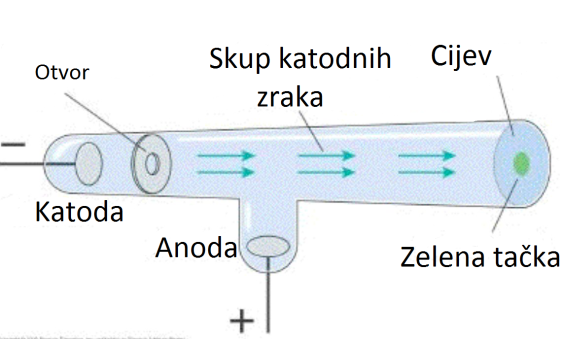 Otvor
Skup katodnih
zraka
Cijev
−
Katoda
Anoda
Zelena tačka
+